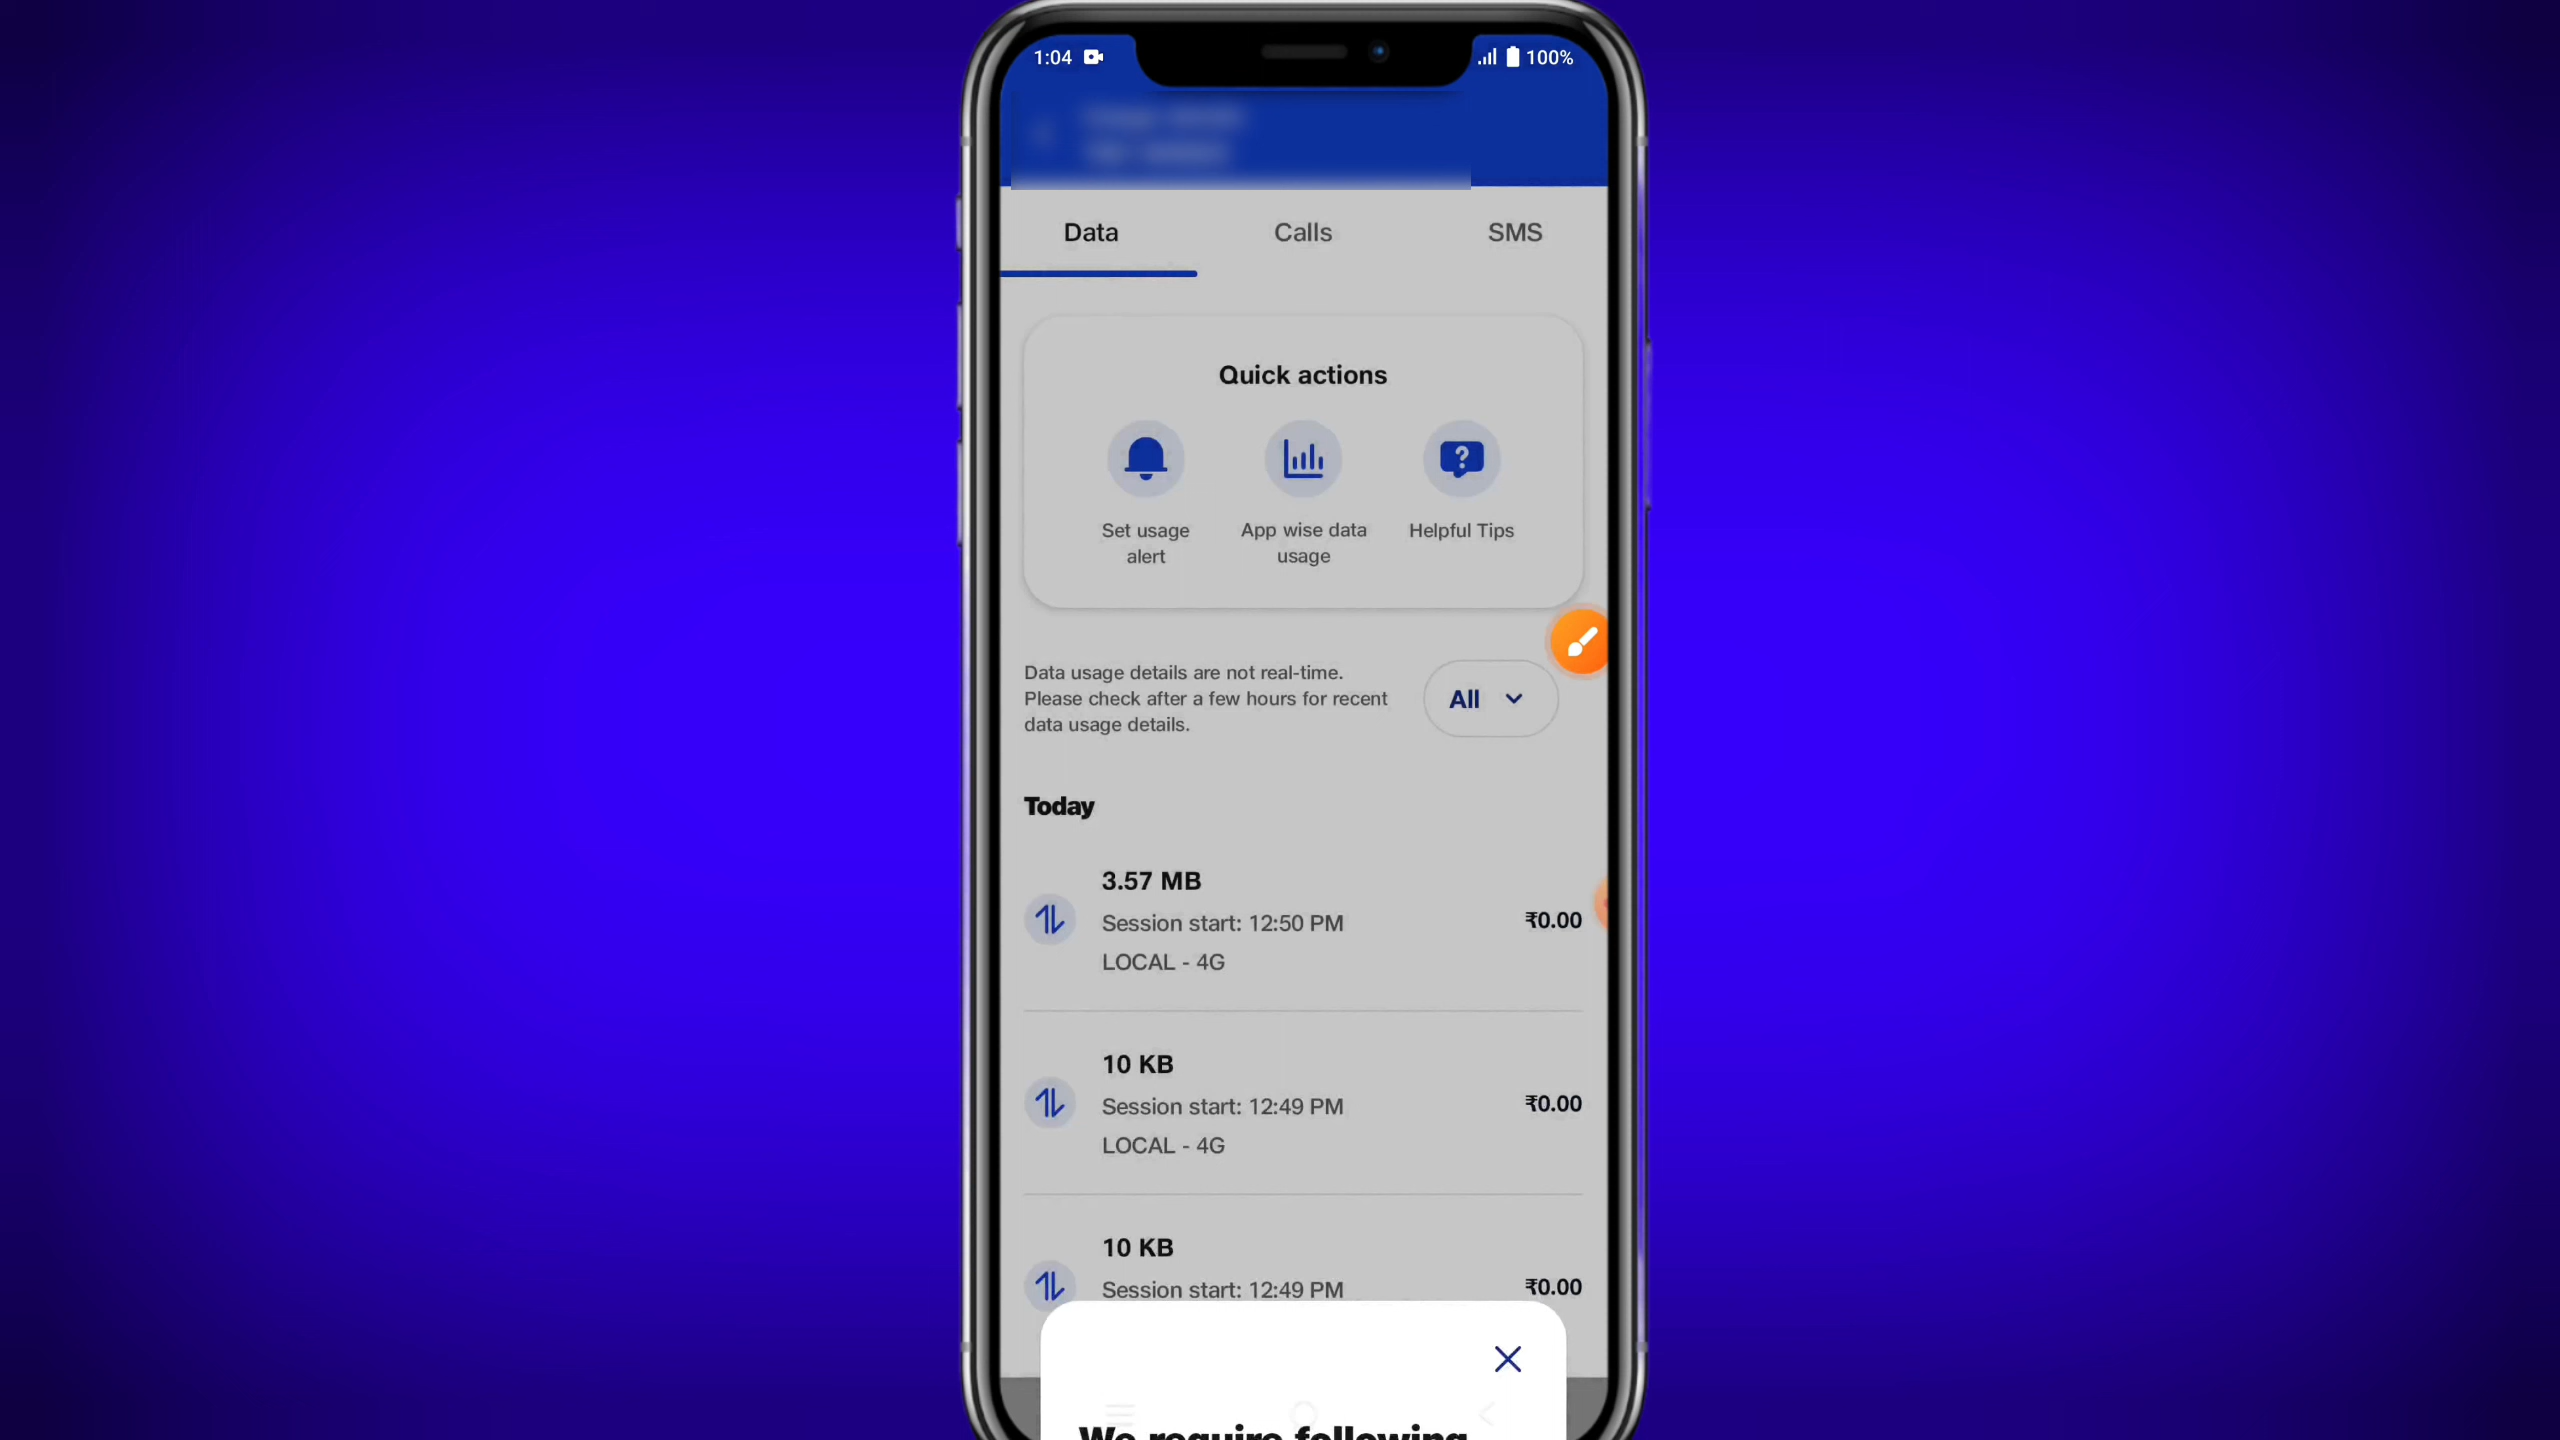 1:04
100%
Data Calls SMS
Quick actions
Set usage
alert
App wise data
usage
Helpful Tips
Data usage details are not real-time.
Please check after a few hours for recent
data usage details.
All
Today
3.57 MB
Session start: 12:50 PM
LOCAL - 4G
₹0.00
10 KB
Session start: 12:49 PM
LOCAL - 4G
₹0.00
10 KB
Session start: 12:49 PM
₹0.00
We require following